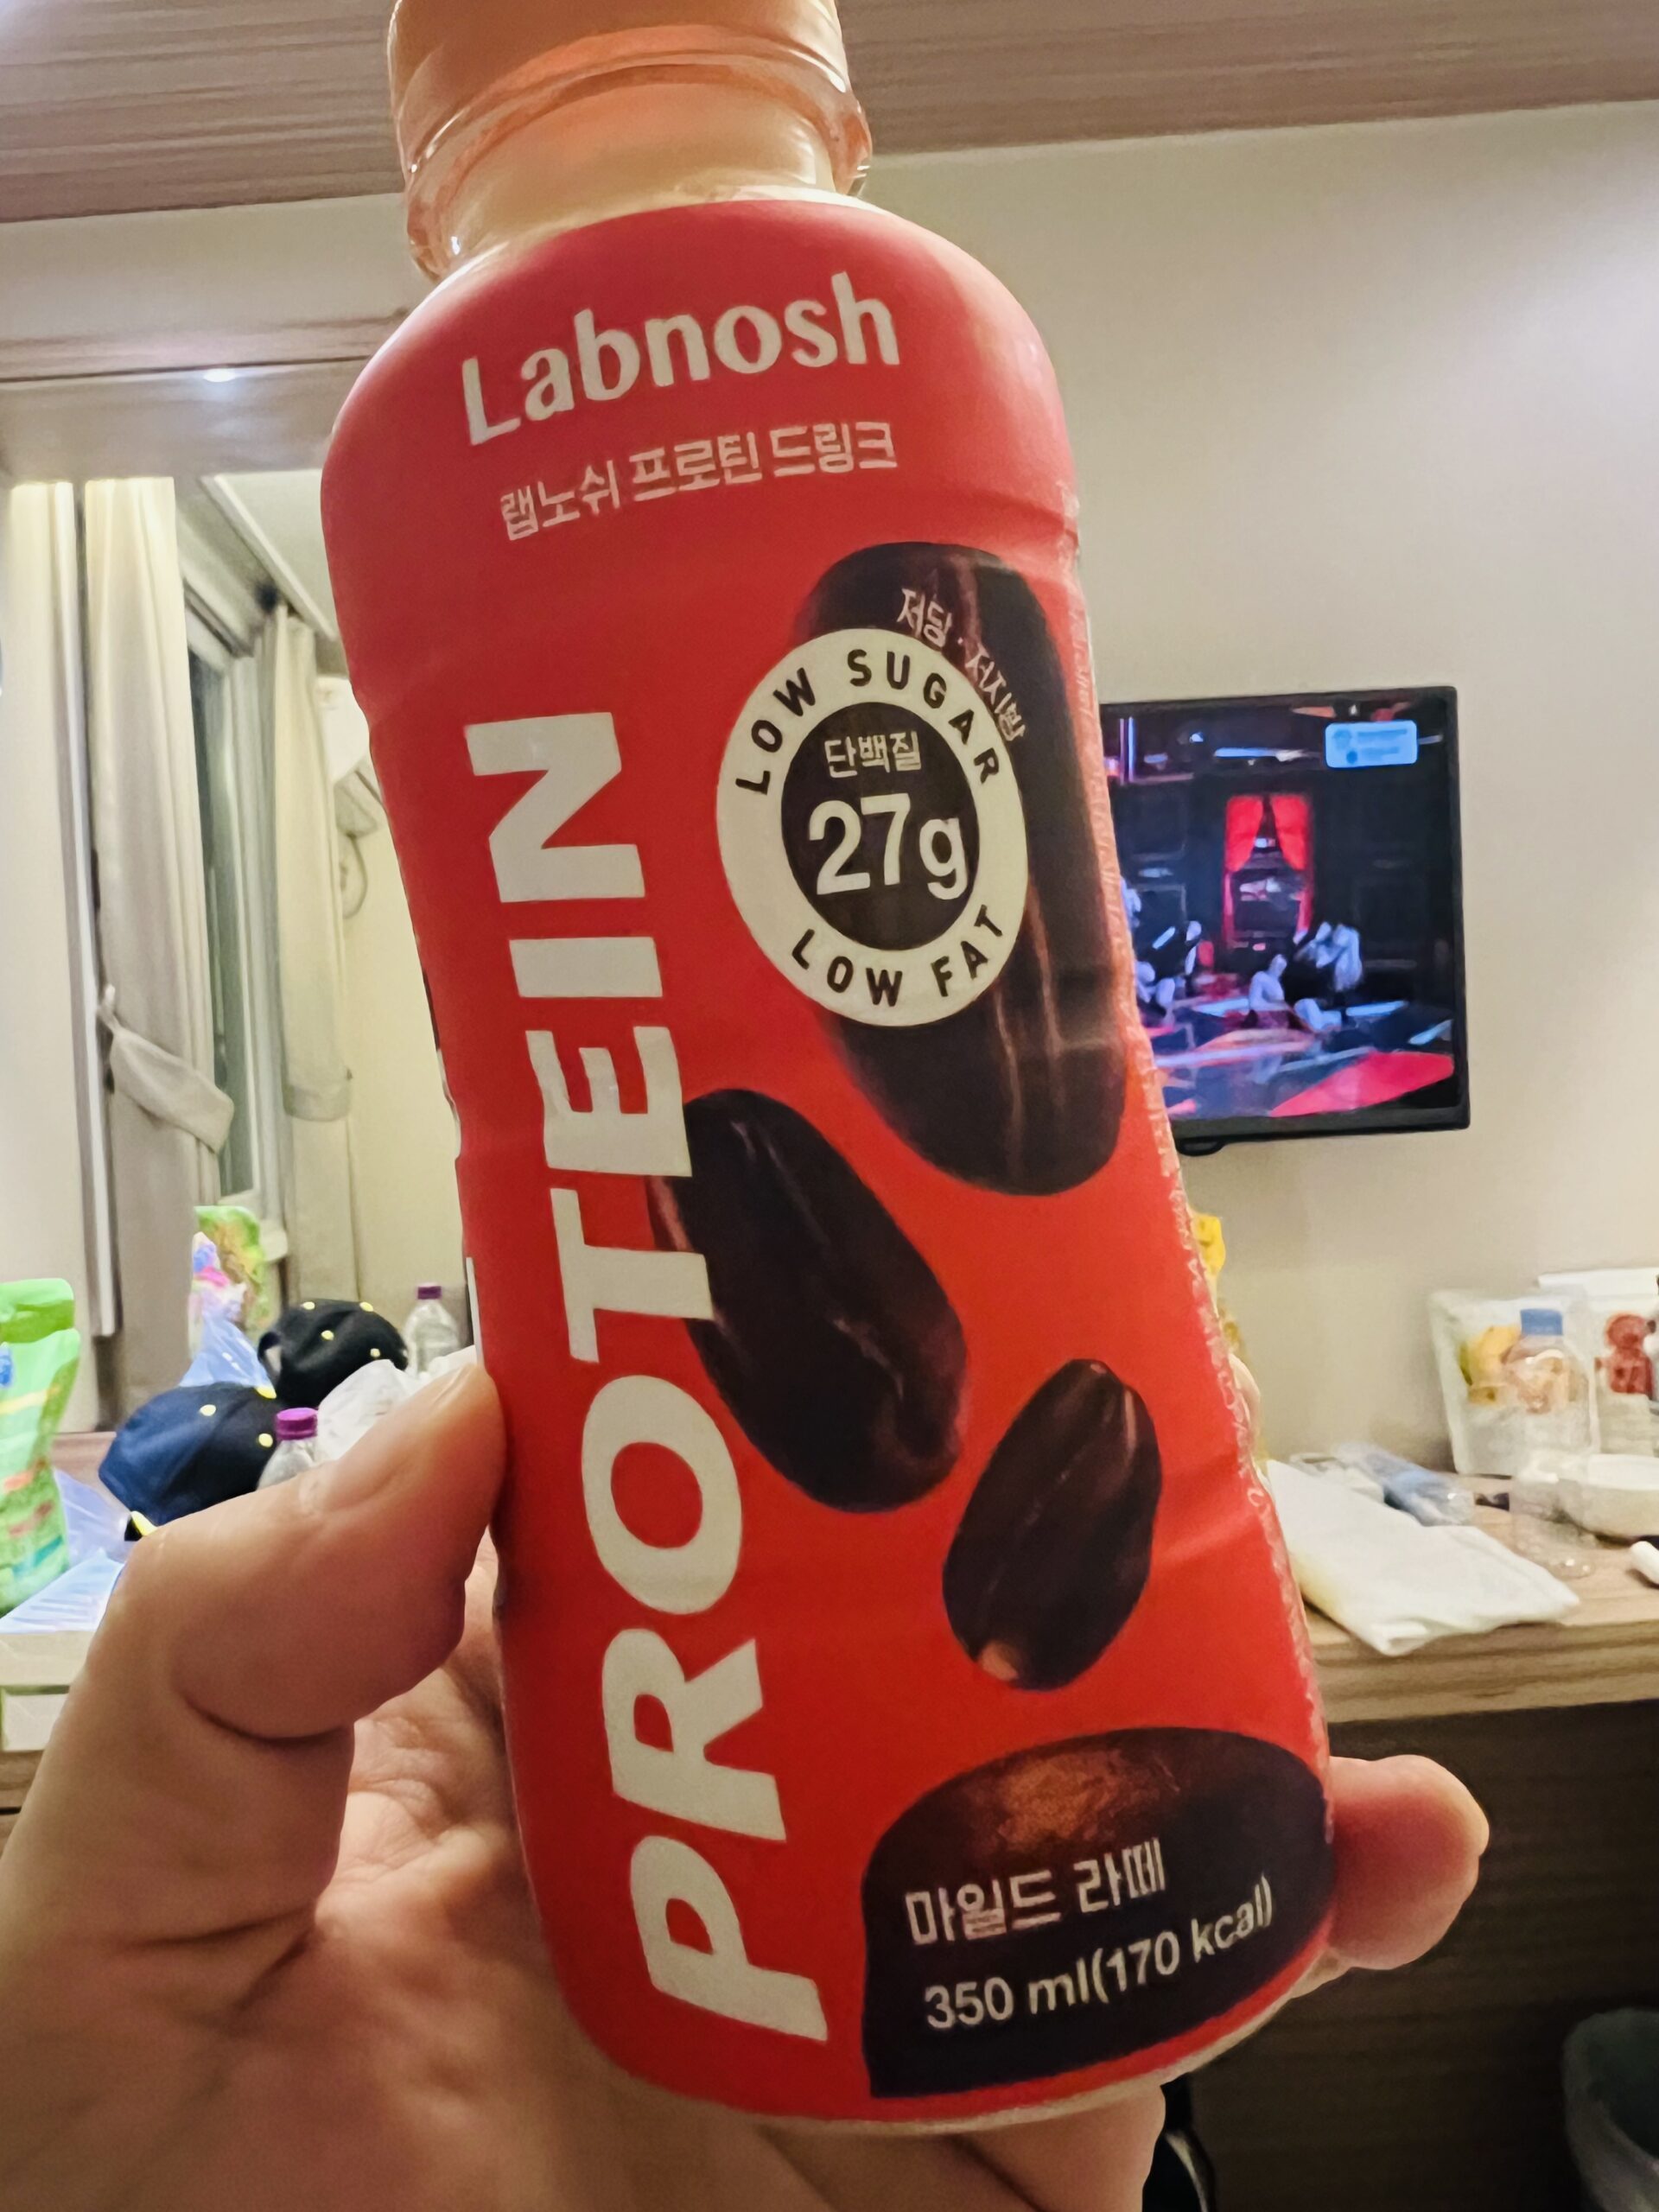 Labnosh
랩노쉬 프로틴 드링크
저당 · 저지방
LOW SUGAR
단백질
27g
LOW FAT
PROTEIN
마일드 라떼
350 ml(170 kcal)